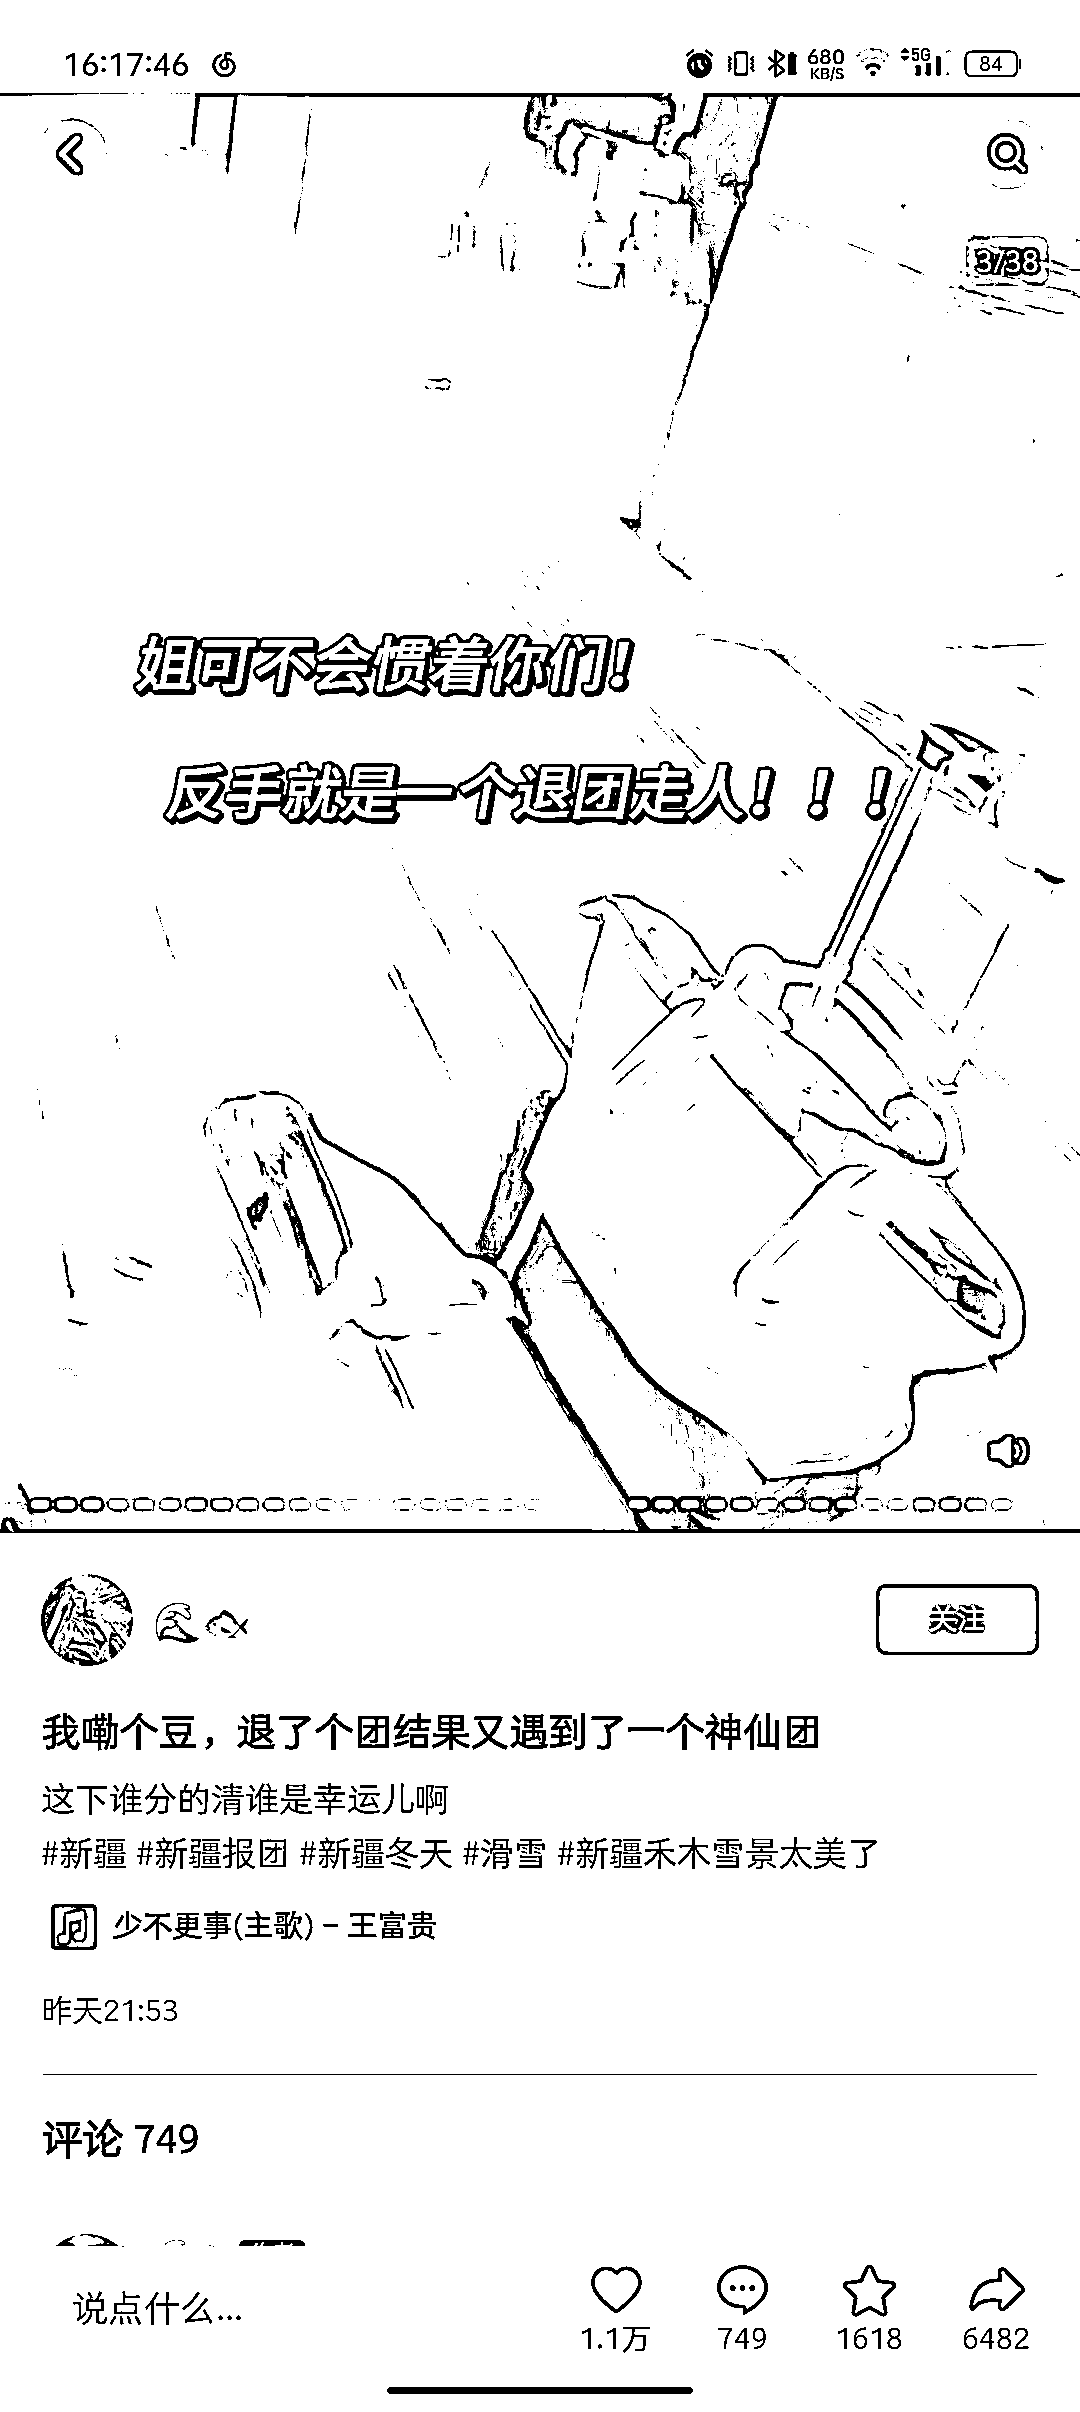 16:17:46
680 KB/S
5G
84
3/38
姐可不会惯着你们！
反手就是一个退团走人！！！
关注
我嘞个豆，退了个团结果又遇到了一个神仙团
这下谁分的清谁是幸运儿啊
#新疆 #新疆报团 #新疆冬天 #滑雪 #新疆禾木雪景太美了
少不更事(主歌) – 王富贵
昨天21:53
评论 749
说点什么...
1.1万
749
1618
6482